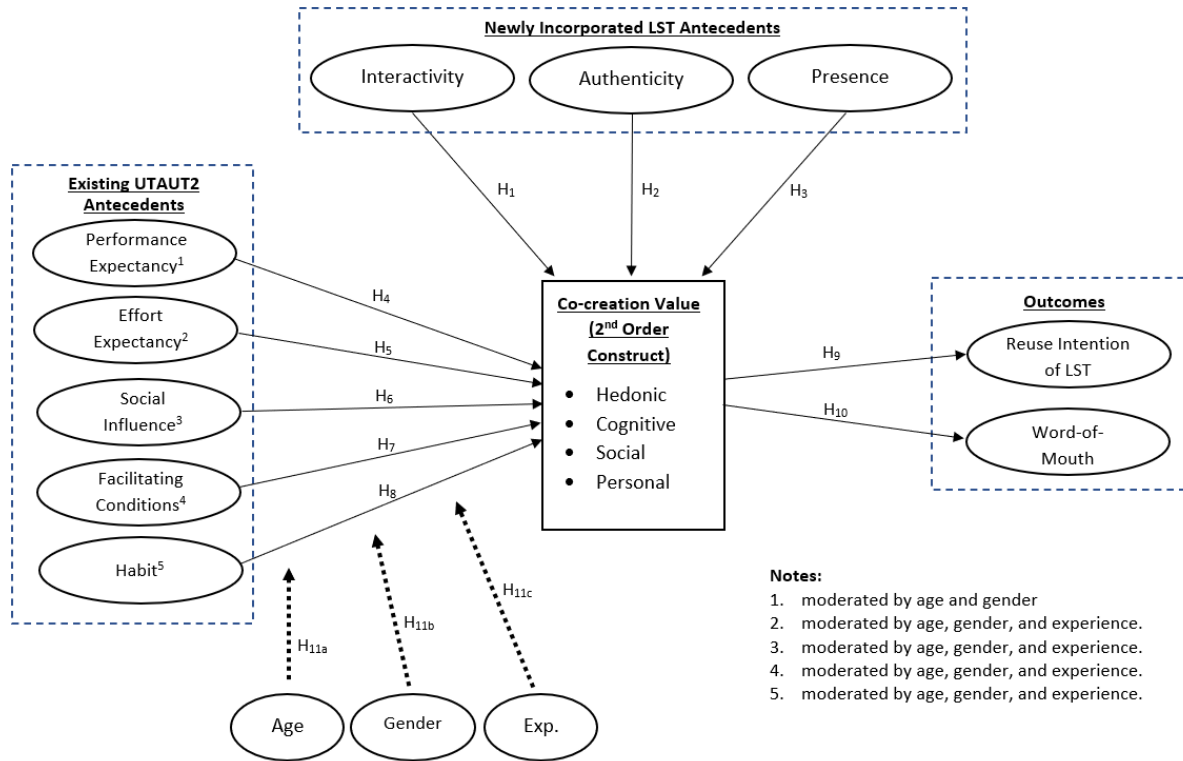 Newly Incorporated LST Antecedents
Interactivity
Authenticity
Presence
H1
H2
H3
Existing UTAUT2
Antecedents
Performance
Expectancy1
Effort
Expectancy2
Social
Influence3
Facilitating
Conditions4
Habit5
H4
H5
H6
H7
H8
Co-creation Value
(2nd Order
Construct)
• Hedonic
• Cognitive
• Social
• Personal
H9
H10
Outcomes
Reuse Intention
of LST
Word-of-
Mouth
H11a
H11b
H11c
Age
Gender
Exp.
Notes:
1. moderated by age and gender
2. moderated by age, gender, and experience.
3. moderated by age, gender, and experience.
4. moderated by age, gender, and experience.
5. moderated by age, gender, and experience.